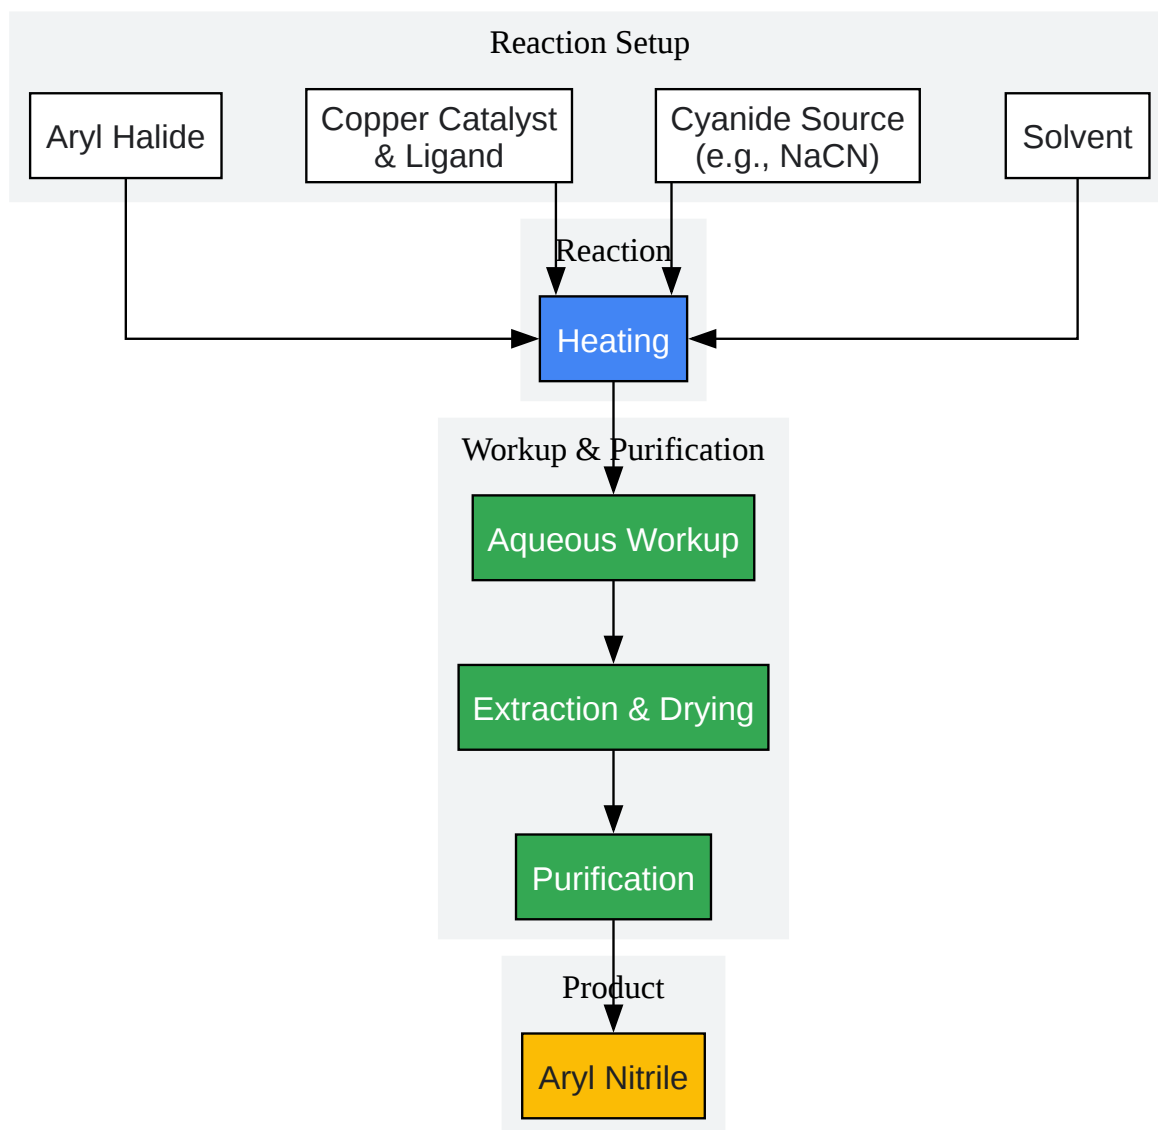 Reaction Setup
Aryl Halide
Copper Catalyst
& Ligand
Cyanide Source
(e.g., NaCN)
Solvent
Reaction
Heating
Workup & Purification
Aqueous Workup
Extraction & Drying
Purification
Product
Aryl Nitrile